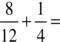 8/12 + 1/4 =